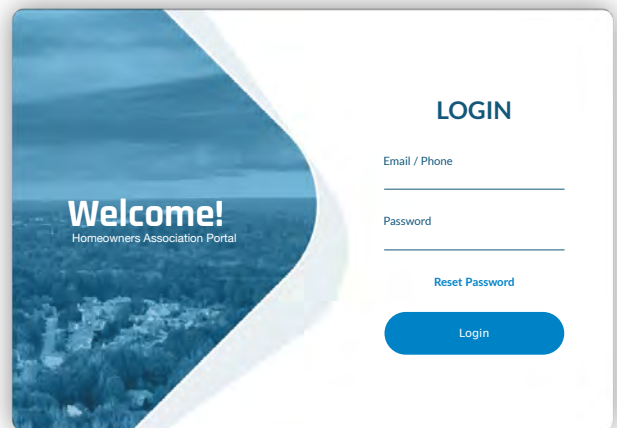 Welcome!
Homeowners Association Portal
LOGIN
Email / Phone
Password
Reset Password
Login